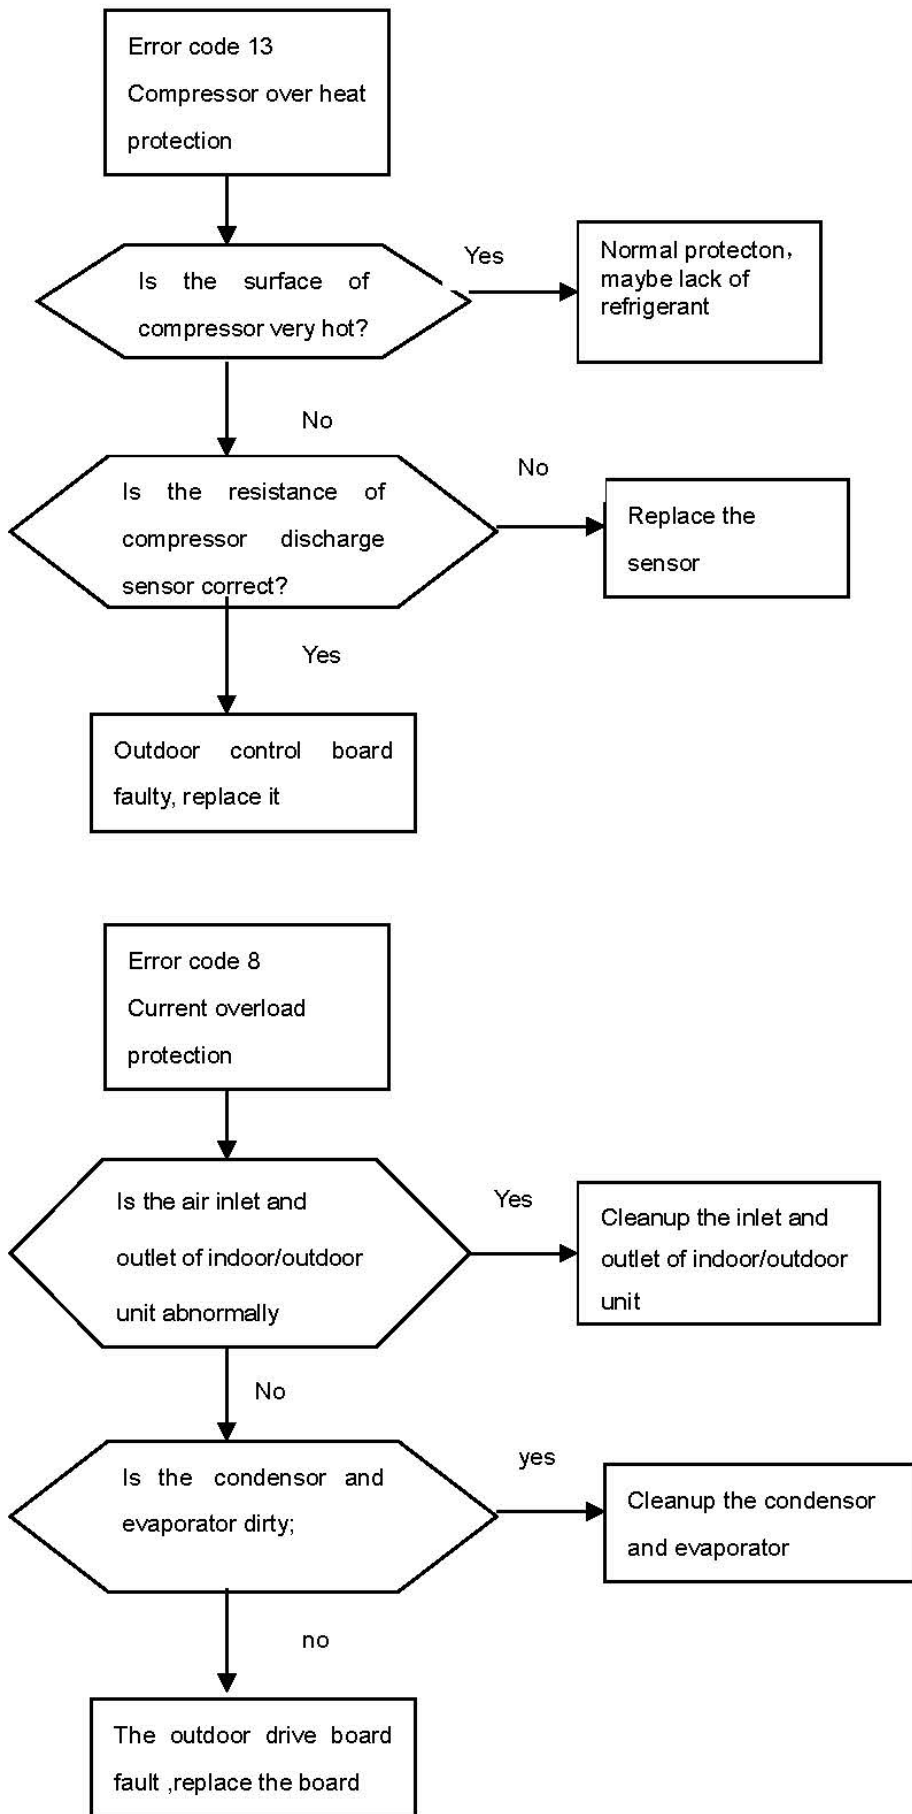 Error code 13
Compressor over heat
protection
Is the surface of
compressor very hot?
Yes
Normal protecton,
maybe lack of
refrigerant
No
Is the resistance of
compressor discharge
sensor correct?
No
Replace the
sensor
Yes
Outdoor control board
faulty, replace it
Error code 8
Current overload
protection
Is the air inlet and
outlet of indoor/outdoor
unit abnormally
Yes
Cleanup the inlet and
outlet of indoor/outdoor
unit
No
Is the condensor and
evaporator dirty;
yes
Cleanup the condensor
and evaporator
no
The outdoor drive board
fault ,replace the board